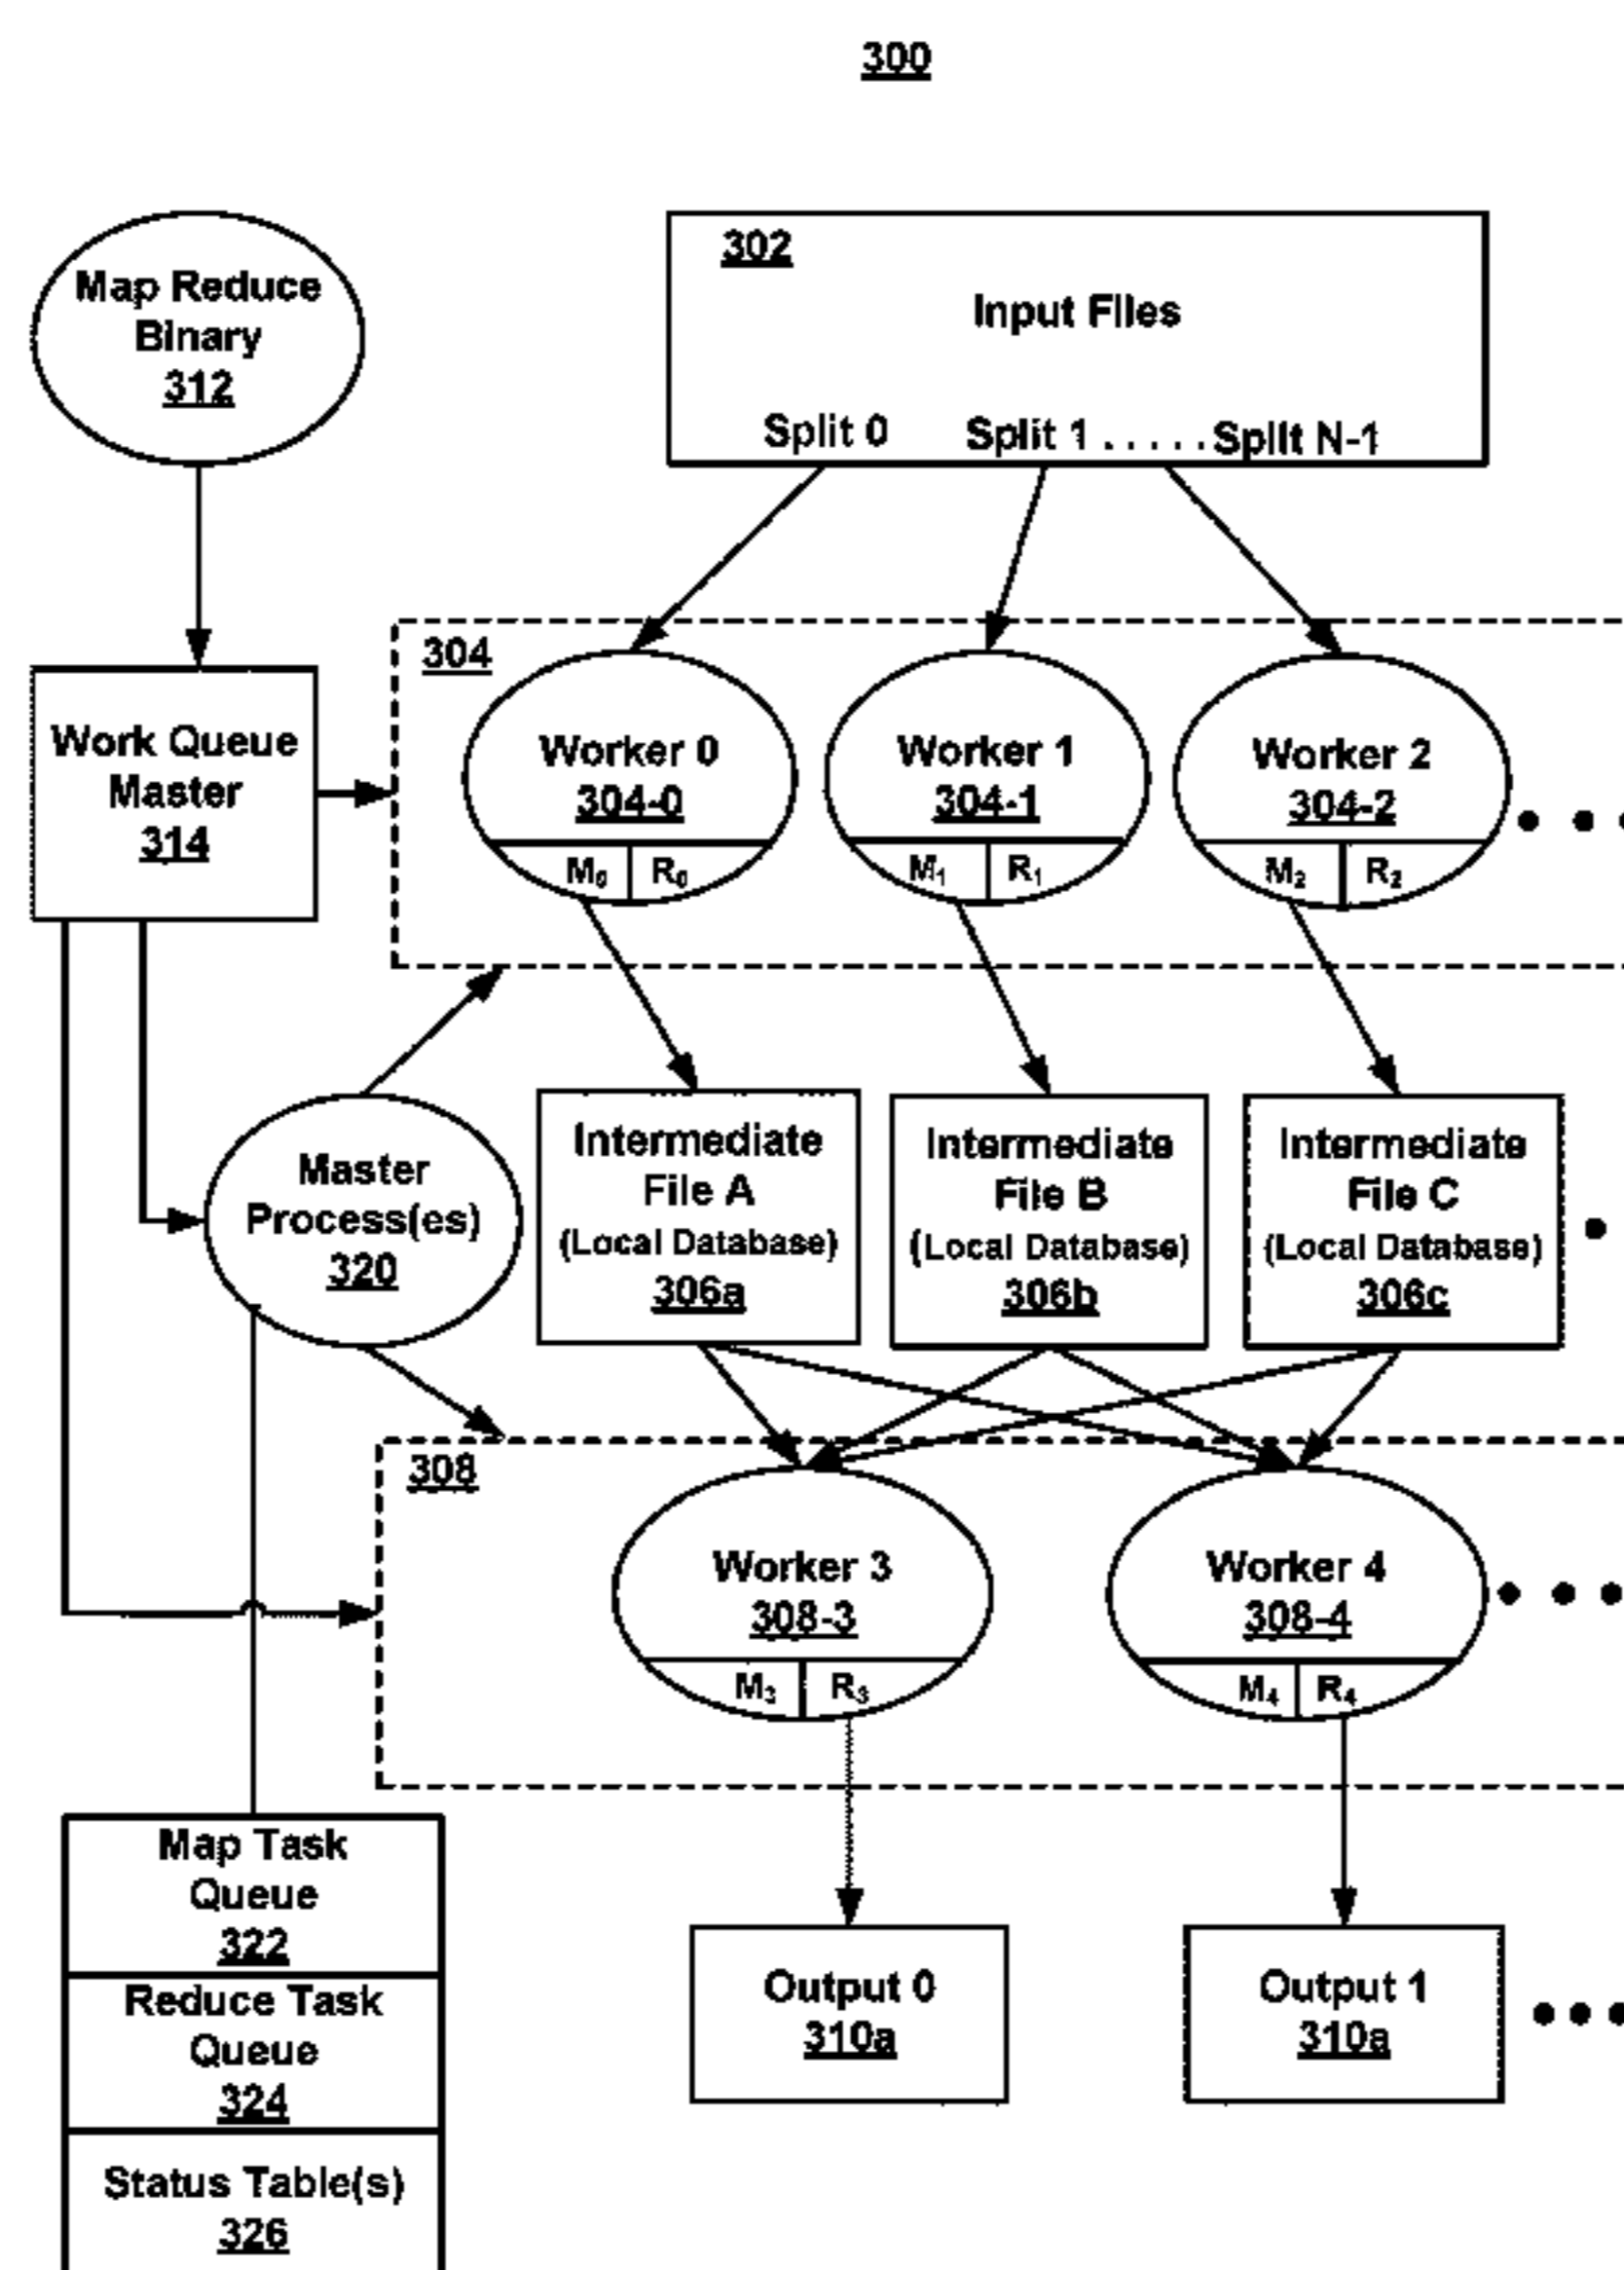 300
Map Reduce
Binary
312
302
Input Files
Split 0 Split 1 . . . . . Split N-1
304
Work Queue
Master
314
Worker 0
304-0
M₀ R₀
Worker 1
304-1
M₁ R₁
Worker 2
304-2
M₂ R₂
Master
Process(es)
320
Intermediate
File A
(Local Database)
306a
Intermediate
File B
(Local Database)
306b
Intermediate
File C
(Local Database)
306c
308
Worker 3
308-3
M₃ R₃
Worker 4
308-4
M₄ R₄
Map Task
Queue
322
Reduce Task
Queue
324
Status Table(s)
326
Output 0
310a
Output 1
310a